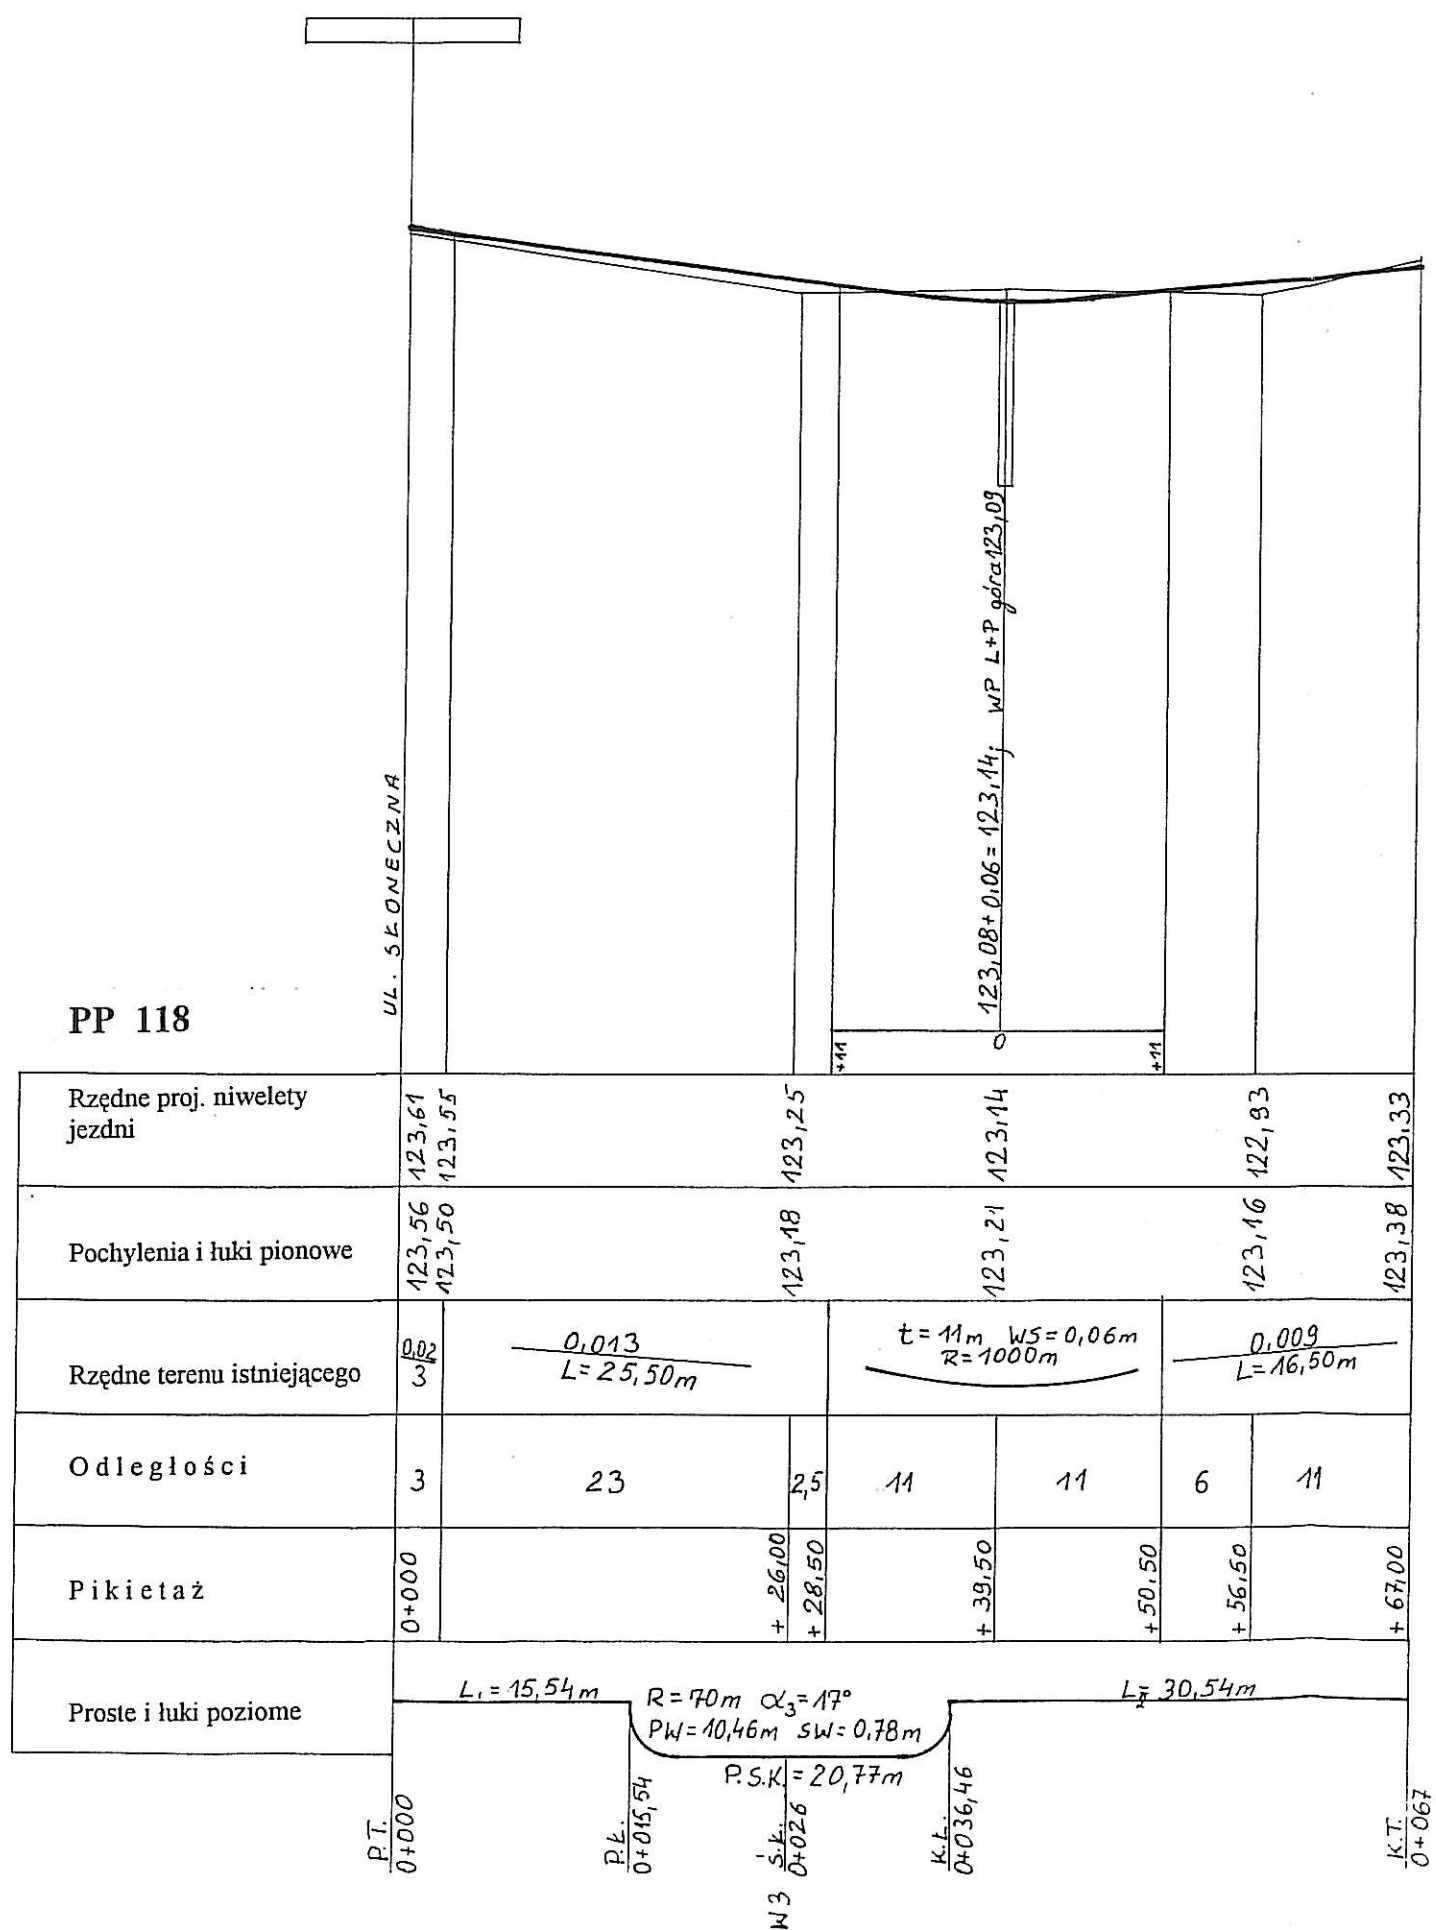 UL. SŁONECZNA
123,08+0,06=123,14; WP L+P góra 123,09
PP 118
+11 0 +11
Rzędne proj. niwelety
jezdni
123,61 123,55 123,25 123,14 122,93 123,33
Pochylenia i łuki pionowe
123,56 123,50 123,18 123,21 123,16 123,38
Rzędne terenu istniejącego
0,02
3
0,013
L=25,50m
t=11m WS=0,06m
R=1000m
0,009
L=16,50m
Odległości
3 23 2,5 11 11 6 11
Pikietaż
0+000 +26,00 +28,50 +39,50 +50,50 +56,50 +67,00
Proste i łuki poziome
L1=15,54m
R=70m α3=17°
PW=10,46m SW=0,78m
P.S.K.=20,77m
L2=30,54m
P.T.
0+000
P.Ł.
0+015,54
W3 Ś.Ł.
0+026
K.Ł.
0+036,46
K.T.
0+067